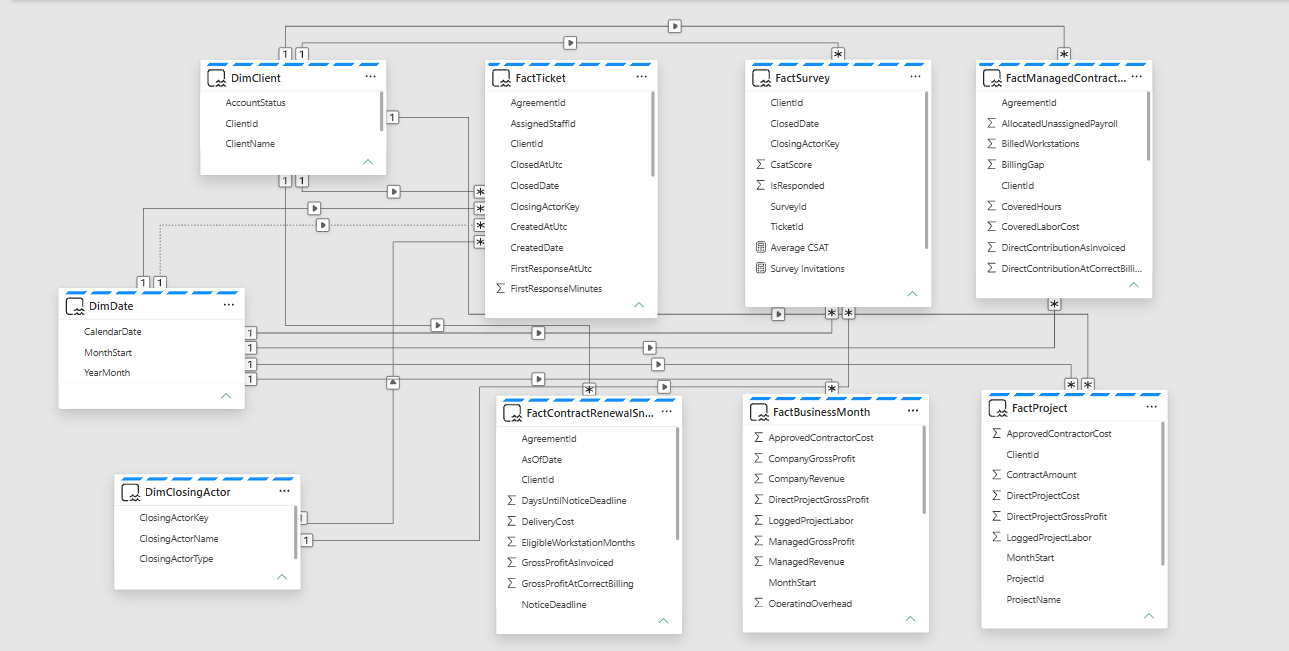 DimClient
AccountStatus
ClientId
ClientName
FactTicket
AgreementId
AssignedStaffId
ClientId
ClosedAtUtc
ClosedDate
ClosingActorKey
CreatedAtUtc
CreatedDate
FirstResponseAtUtc
FirstResponseMinutes
FactSurvey
ClientId
ClosedDate
ClosingActorKey
CsatScore
IsResponded
SurveyId
TicketId
Average CSAT
Survey Invitations
FactManagedContract...
AgreementId
AllocatedUnassignedPayroll
BilledWorkstations
BillingGap
ClientId
CoveredHours
CoveredLaborCost
DirectContributionAsInvoiced
DirectContributionAtCorrectBilli...
DimDate
CalendarDate
MonthStart
YearMonth
DimClosingActor
ClosingActorKey
ClosingActorName
ClosingActorType
FactContractRenewalSn...
AgreementId
AsOfDate
ClientId
DaysUntilNoticeDeadline
DeliveryCost
EligibleWorkstationMonths
GrossProfitAsInvoiced
GrossProfitAtCorrectBilling
NoticeDeadline
FactBusinessMonth
ApprovedContractorCost
CompanyGrossProfit
CompanyRevenue
DirectProjectGrossProfit
LoggedProjectLabor
ManagedGrossProfit
ManagedRevenue
MonthStart
OperatingOverhead
FactProject
ApprovedContractorCost
ClientId
ContractAmount
DirectProjectCost
DirectProjectGrossProfit
LoggedProjectLabor
MonthStart
ProjectId
ProjectName